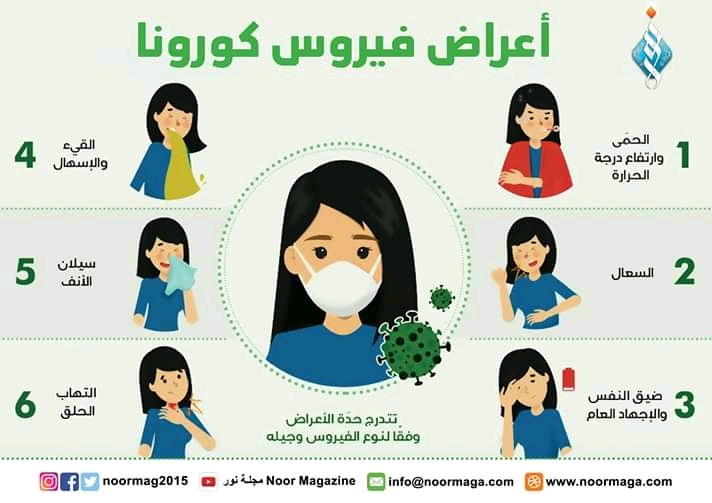 أعراض فيروس كورونا
1
الحمَى
وارتفاع درجة
الحرارة
2
السعال
3
ضيق النفس
والإجهاد العام
4
القيء
والإسهال
5
سيلان
الأنف
6
التهاب
الحلق
تتدرج حدّة الأعراض
وفقًا لنوع الفيروس وجيله
noormag2015 مجلة نور Noor Magazine info@noormaga.com www.noormaga.com